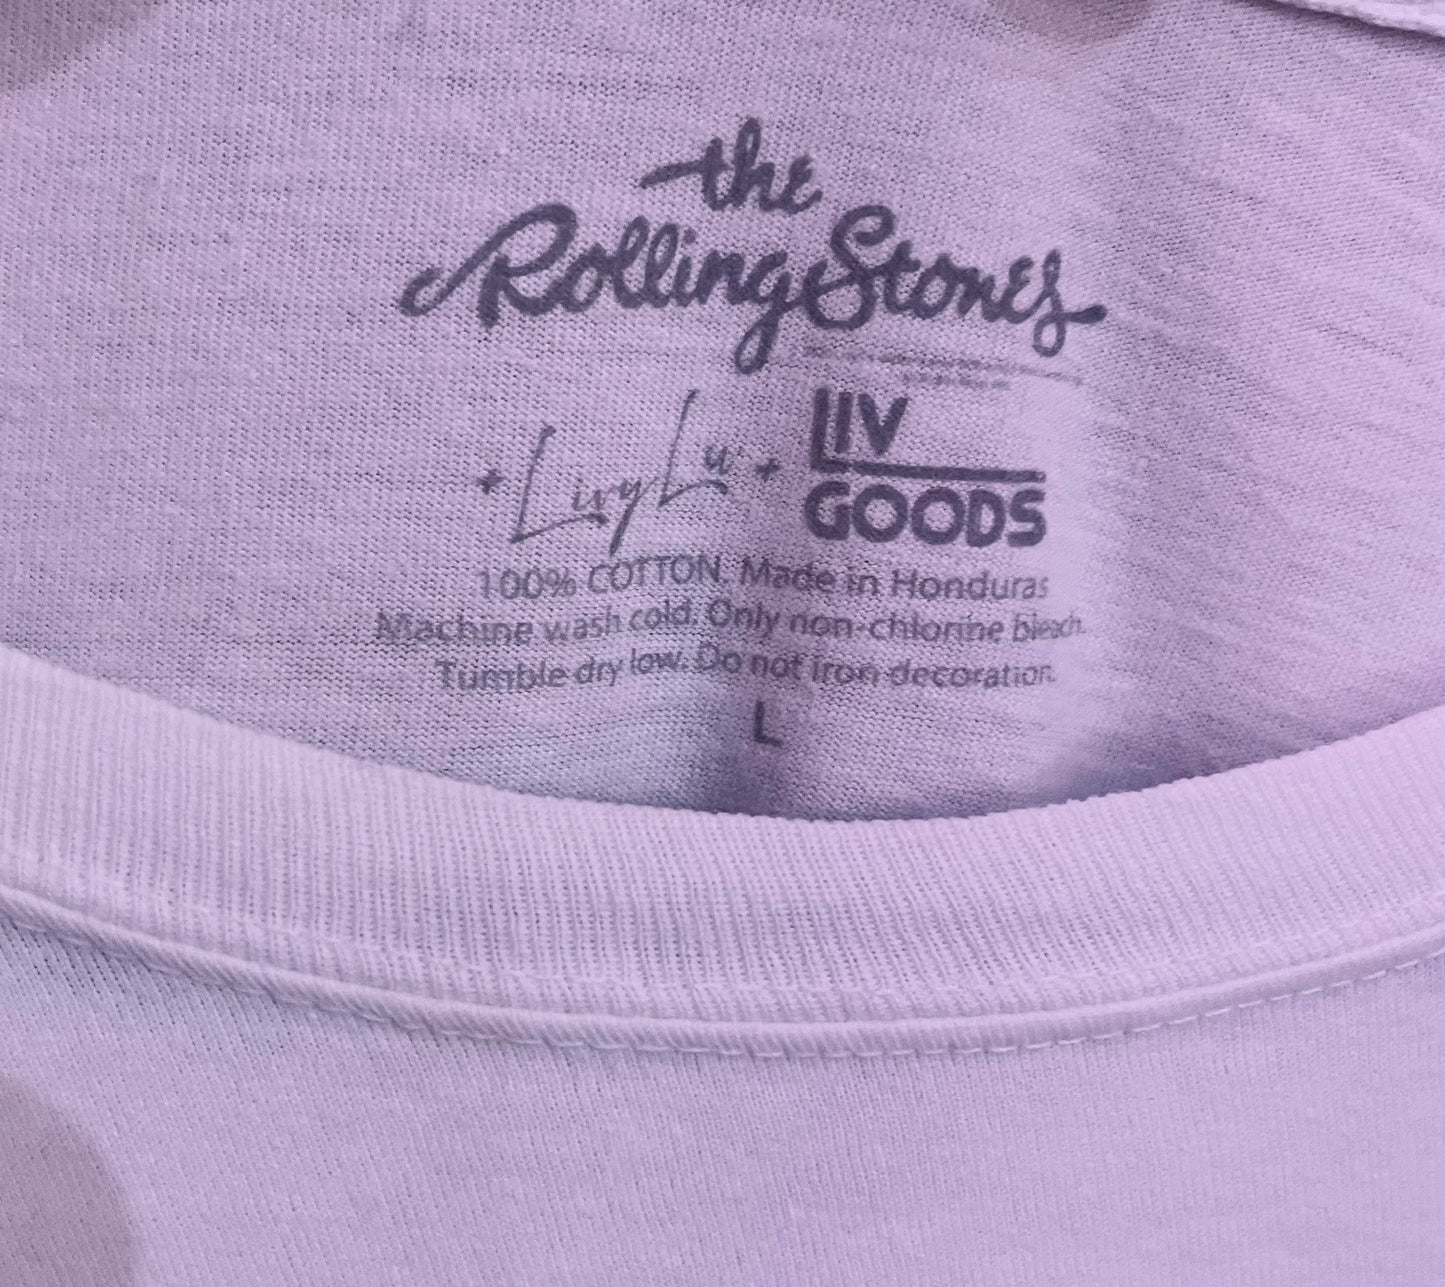 the
Rolling Stones
+ Livy Lu + LIV
GOODS
100% COTTON. Made in Honduras
Machine wash cold. Only non-chlorine bleach.
Tumble dry low. Do not iron decoration.
L